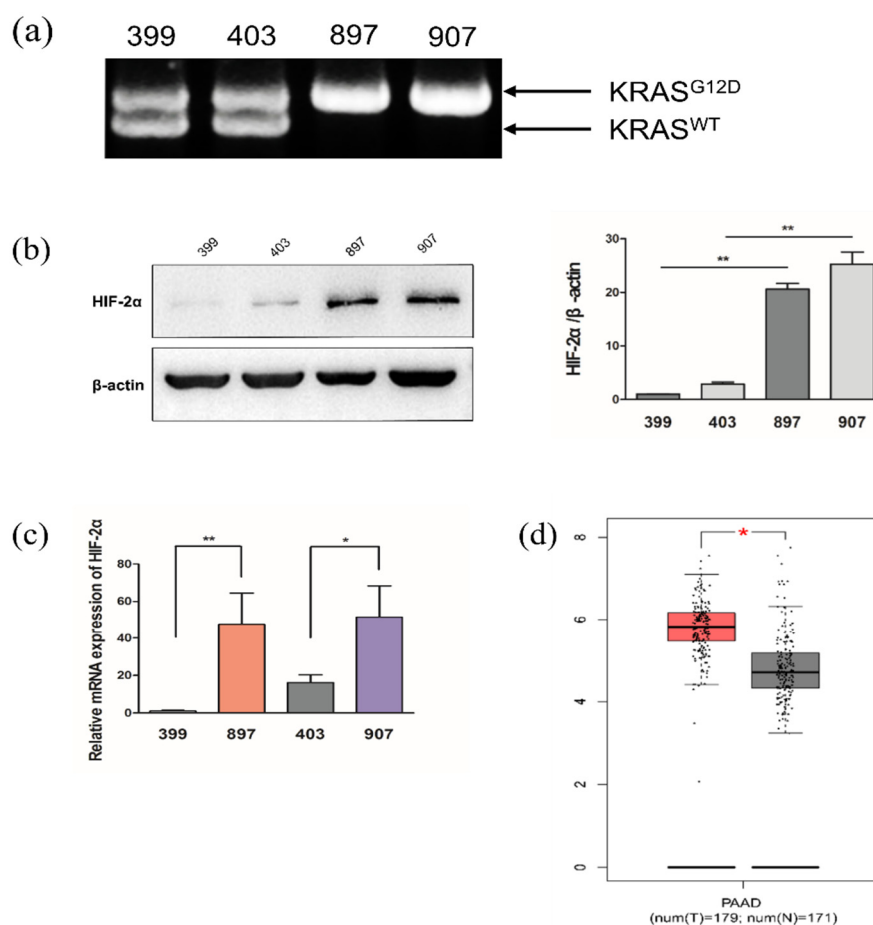 (a)
399 403 897 907
KRASG12D
KRASWT
(b)
399 403 897 907
HIF-2α
β-actin
HIF-2α /β -actin
30
20
10
0
** **
399 403 897 907
(c)
Relative mRNA expression of HIF-2α
80
60
40
20
0
** *
399 897 403 907
(d)
*
8
6
4
2
0
PAAD
(num(T)=179; num(N)=171)